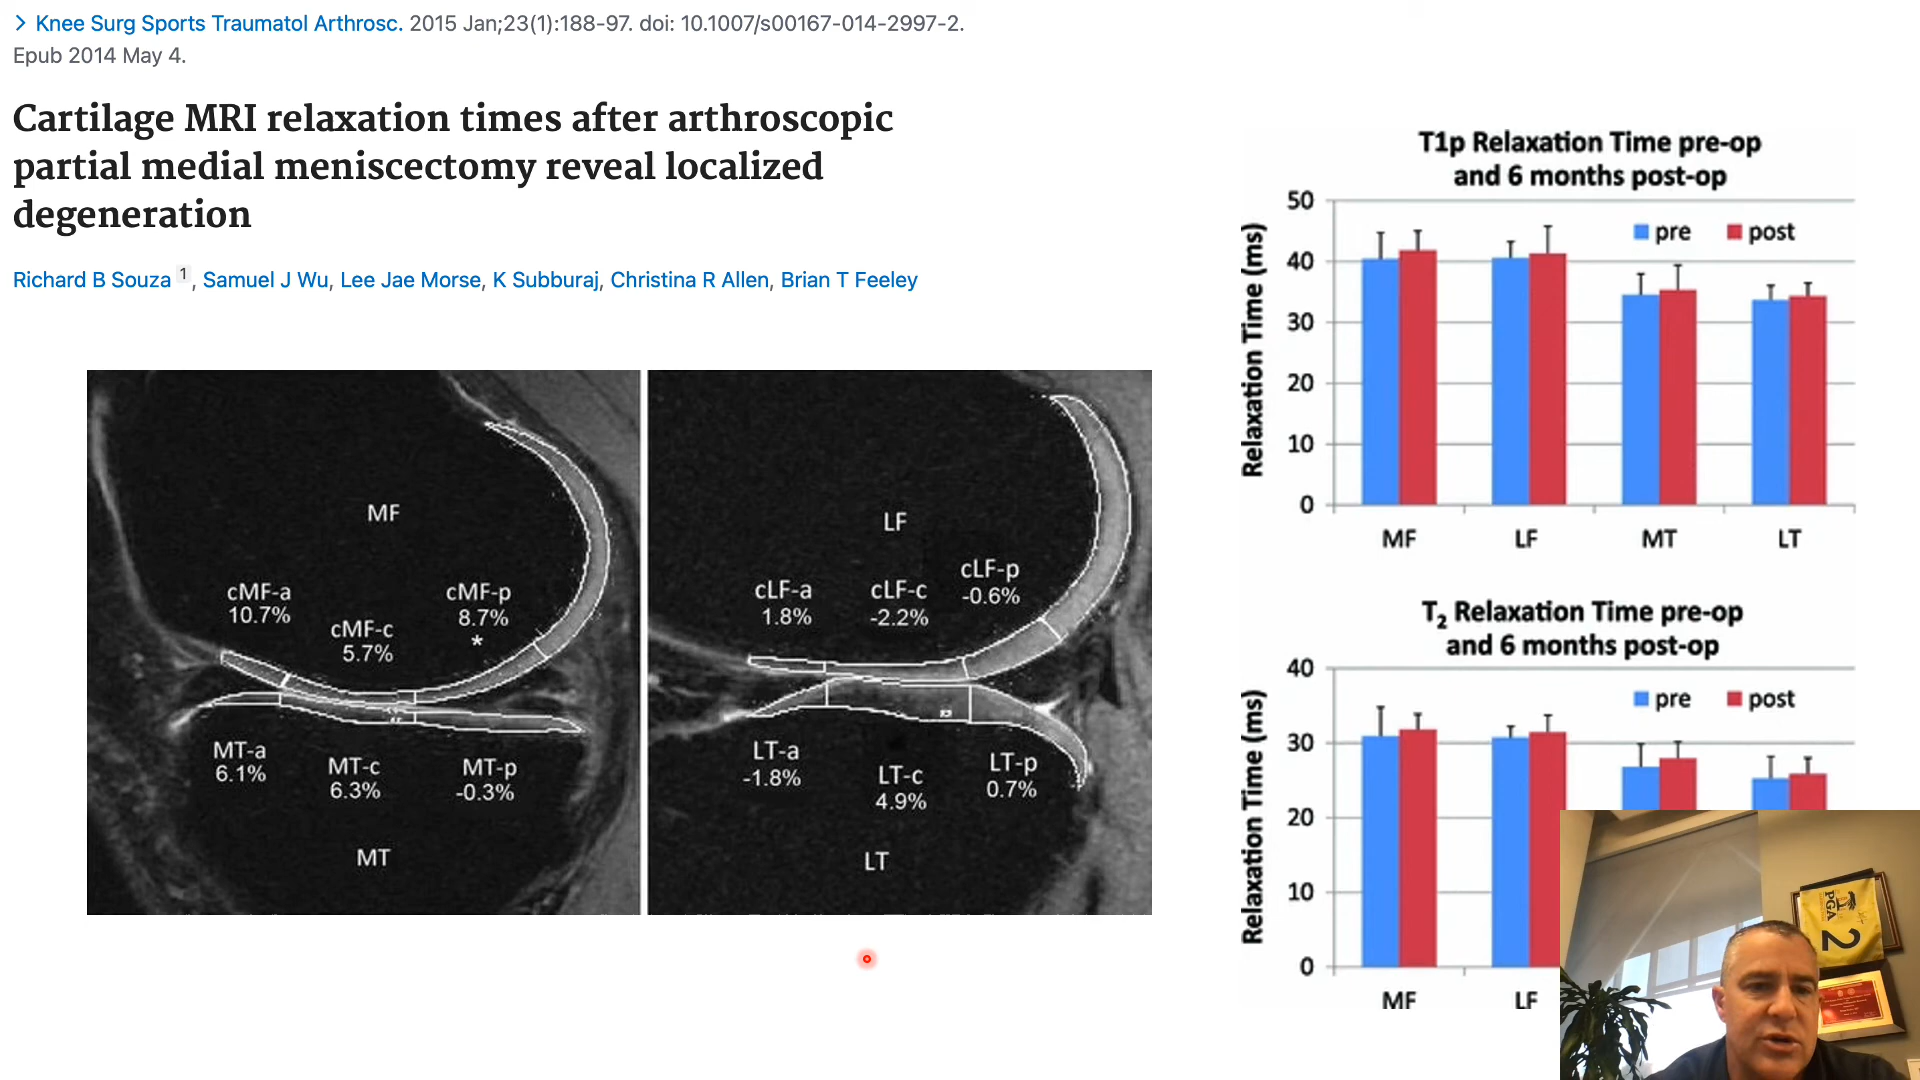 > Knee Surg Sports Traumatol Arthrosc. 2015 Jan;23(1):188-97. doi: 10.1007/s00167-014-2997-2.
Epub 2014 May 4.
Cartilage MRI relaxation times after arthroscopic
partial medial meniscectomy reveal localized
degeneration
Richard B Souza 1, Samuel J Wu, Lee Jae Morse, K Subburaj, Christina R Allen, Brian T Feeley
MF
cMF-a
10.7%
cMF-c
5.7%
cMF-p
8.7%
*
MT-a
6.1%
MT-c
6.3%
MT-p
-0.3%
MT
LF
cLF-a
1.8%
cLF-c
-2.2%
cLF-p
-0.6%
LT-a
-1.8%
LT-c
4.9%
LT-p
0.7%
LT
T1p Relaxation Time pre-op
and 6 months post-op
Relaxation Time (ms)
50
40
30
20
10
0
pre post
MF LF MT LT
T2 Relaxation Time pre-op
and 6 months post-op
Relaxation Time (ms)
40
30
20
10
0
pre post
MF LF
PGA
2